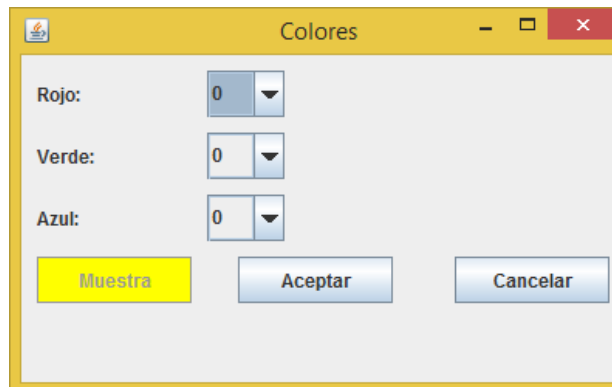 Colores
Rojo: 0
Verde: 0
Azul: 0
Muestra Aceptar Cancelar